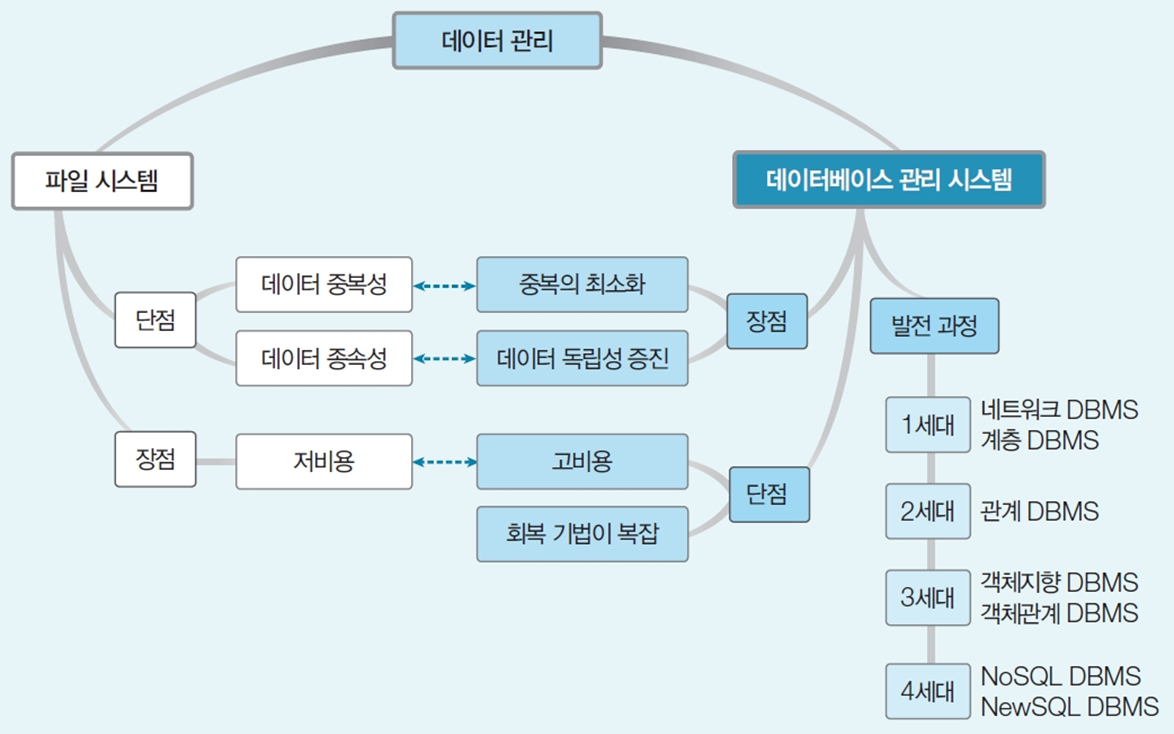 데이터 관리
파일 시스템
데이터베이스 관리 시스템
단점
데이터 중복성
중복의 최소화
데이터 종속성
데이터 독립성 증진
장점
장점
저비용
고비용
회복 기법이 복잡
단점
발전 과정
1세대
네트워크 DBMS
계층 DBMS
2세대
관계 DBMS
3세대
객체지향 DBMS
객체관계 DBMS
4세대
NoSQL DBMS
NewSQL DBMS